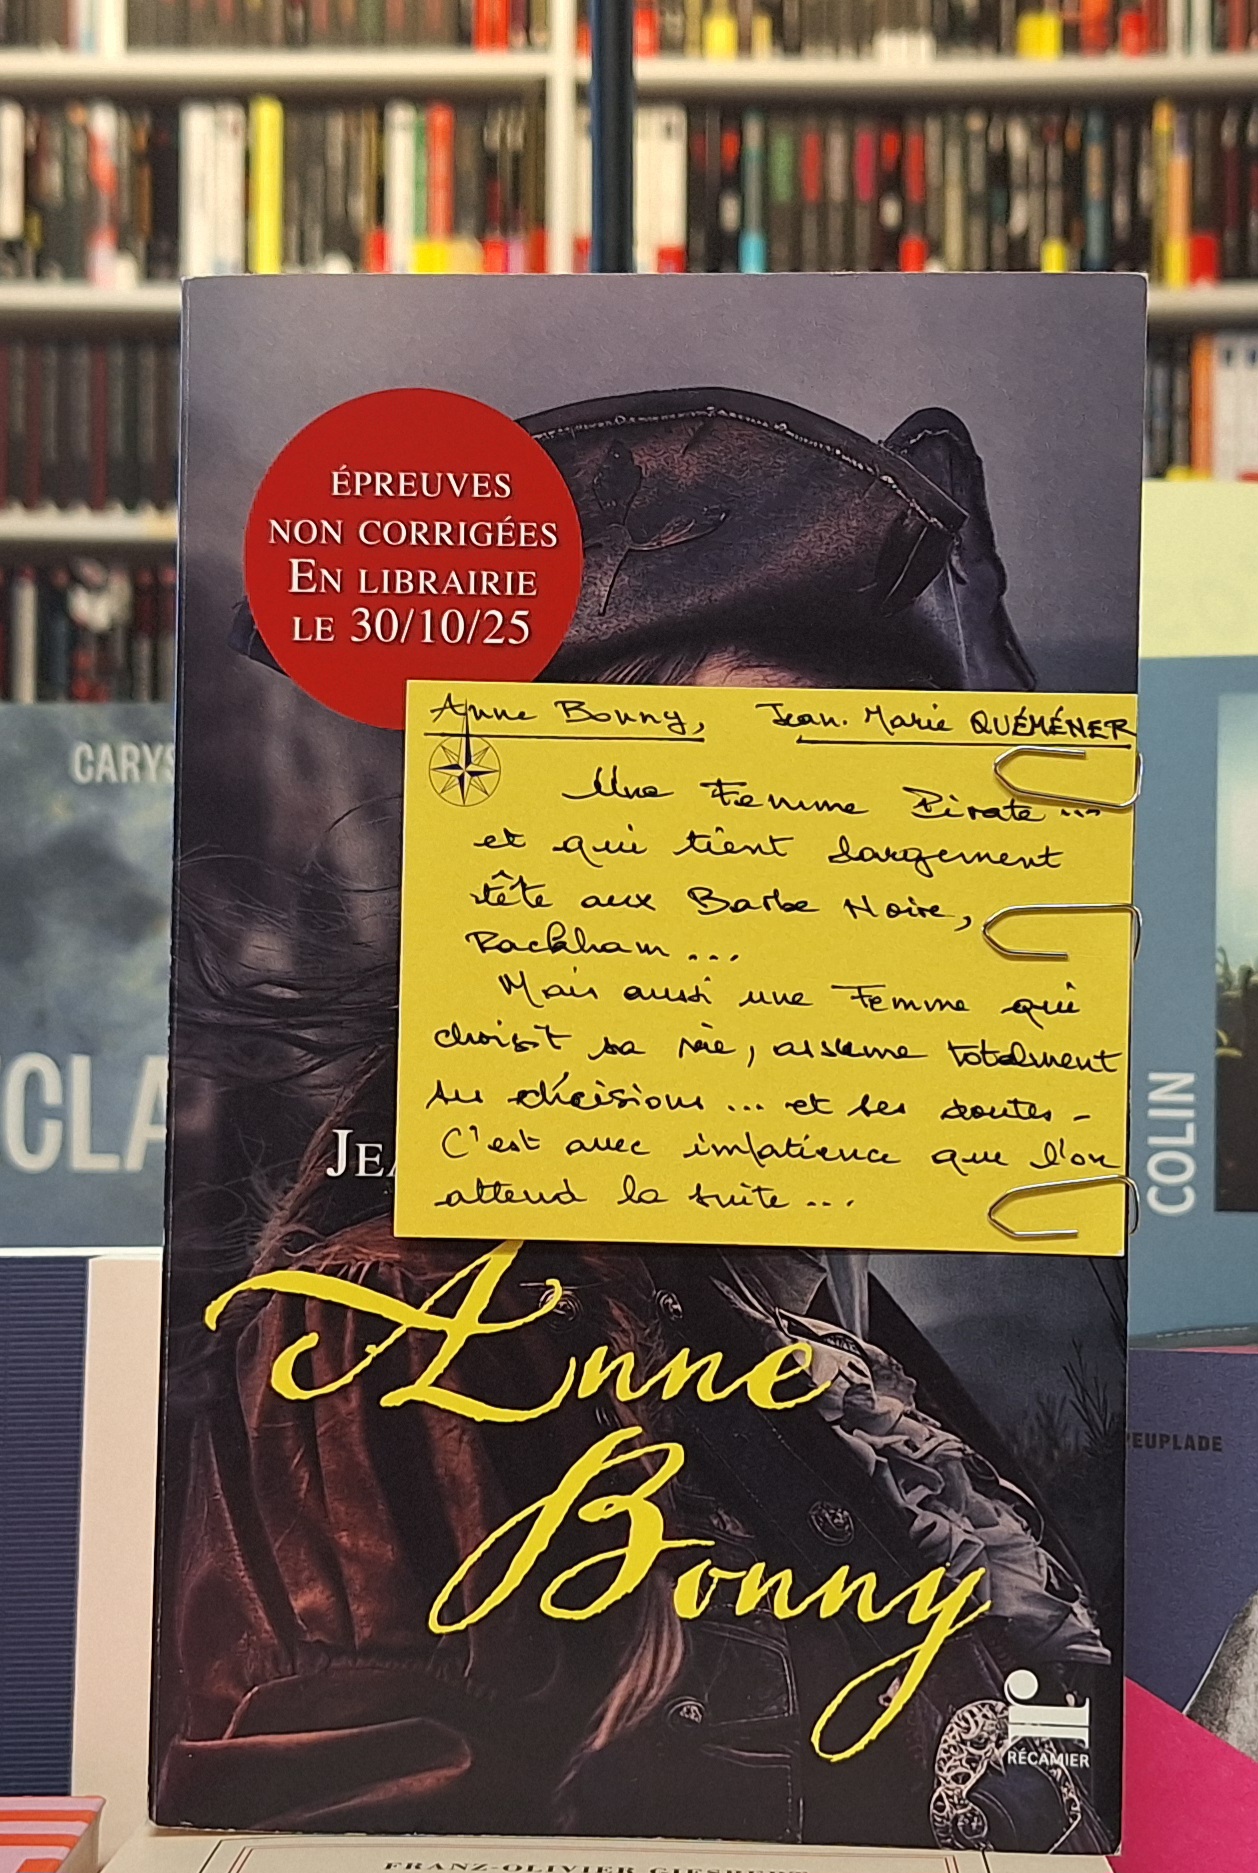 ÉPREUVES
NON CORRIGÉES
EN LIBRAIRIE
LE 30/10/25
Anne Bonny, Jean-Marie QUÉMÉNER
Une Femme Pirate...
et qui tient largement
tête aux Barbe Noire,
Rackham...
Mais aussi une Femme qui
choisit sa vie, assume totalement
ses décisions... et ses doutes.
C'est avec impatience que l'on
attend la suite...
JEA
Anne
Bonny
RÉCAMIER
CARYS
CLA
COLIN
PEUPLADE
FRANZ-OLIVIER GIESBERT